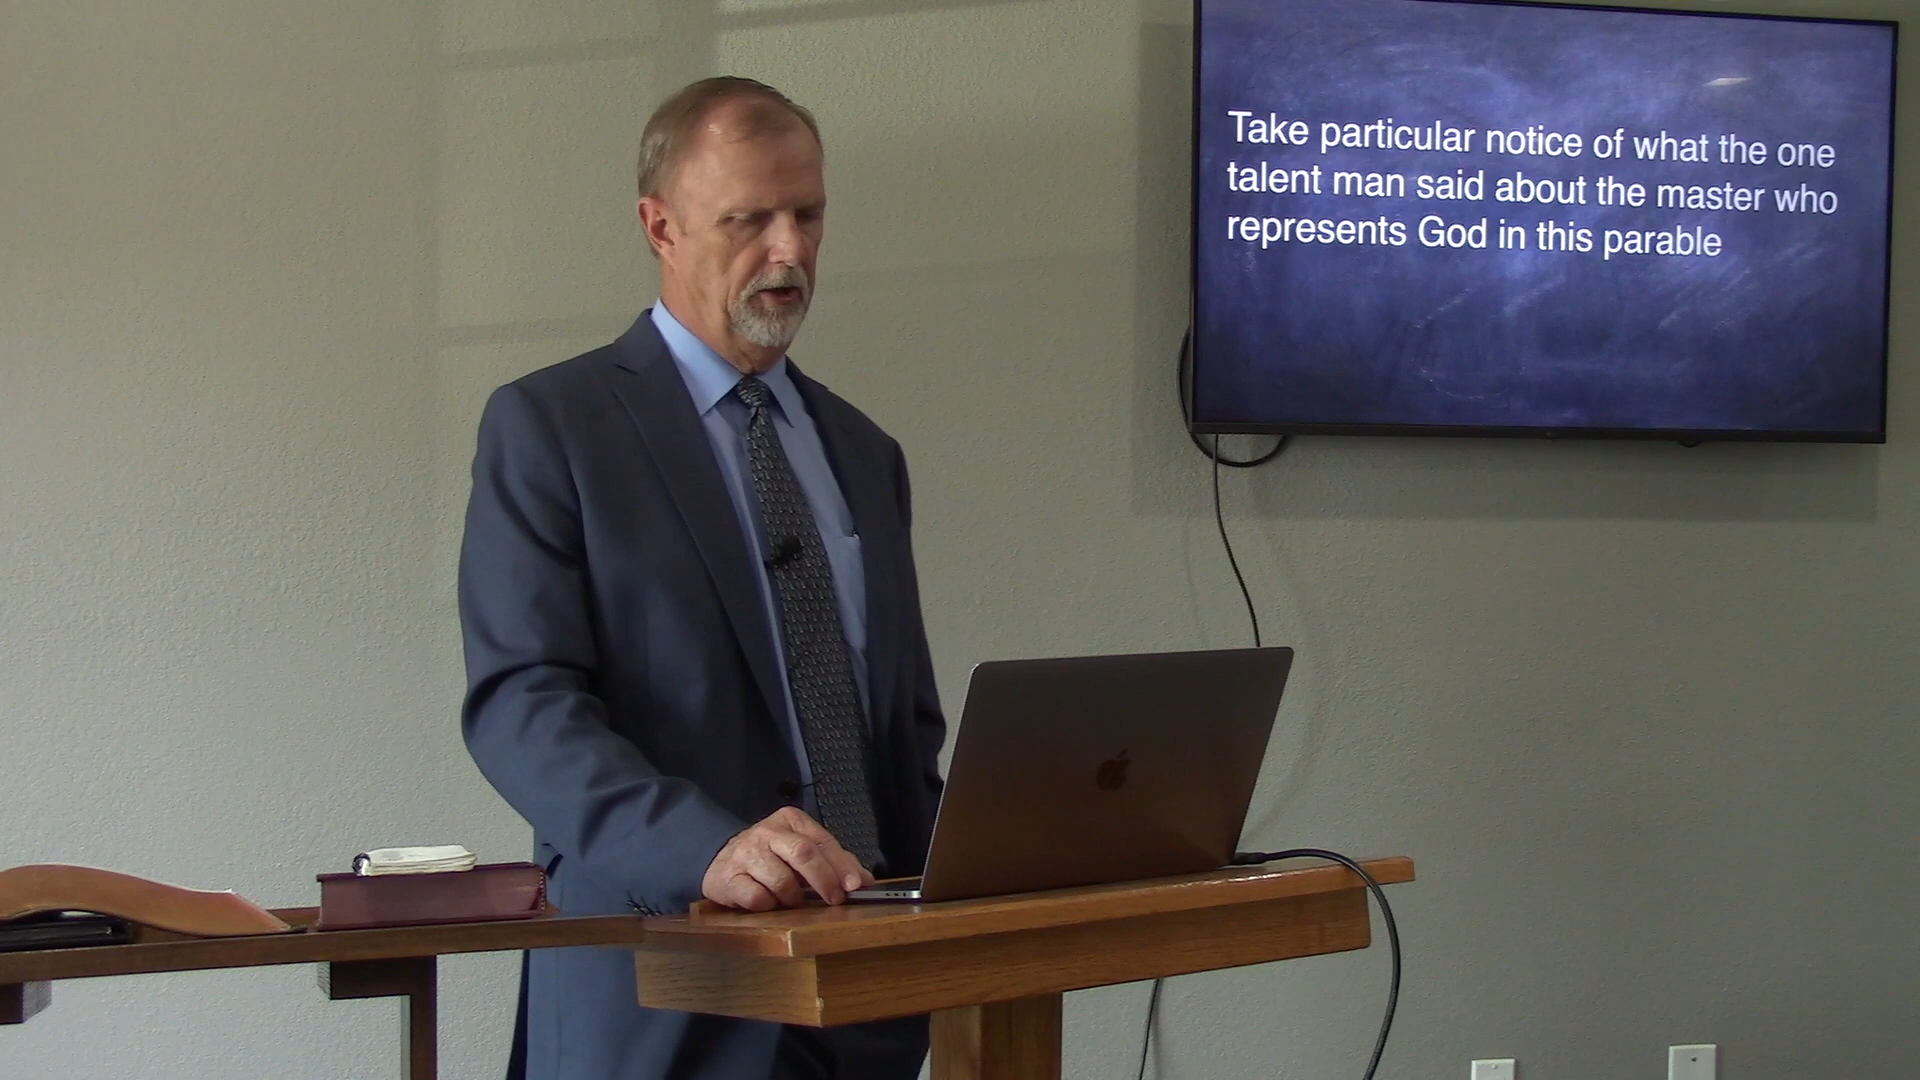 Take particular notice of what the one
talent man said about the master who
represents God in this parable